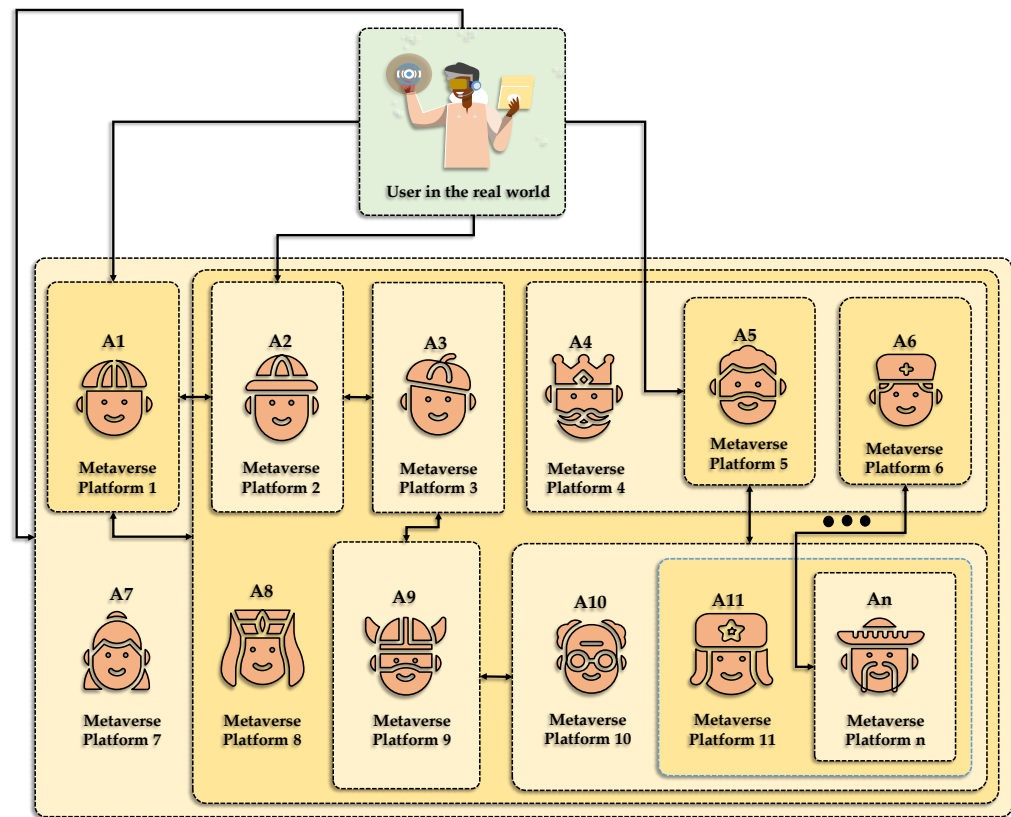 User in the real world
A1
Metaverse
Platform 1
A2
Metaverse
Platform 2
A3
Metaverse
Platform 3
A4
Metaverse
Platform 4
A5
Metaverse
Platform 5
A6
Metaverse
Platform 6
A7
Metaverse
Platform 7
A8
Metaverse
Platform 8
A9
Metaverse
Platform 9
A10
Metaverse
Platform 10
A11
Metaverse
Platform 11
An
Metaverse
Platform n